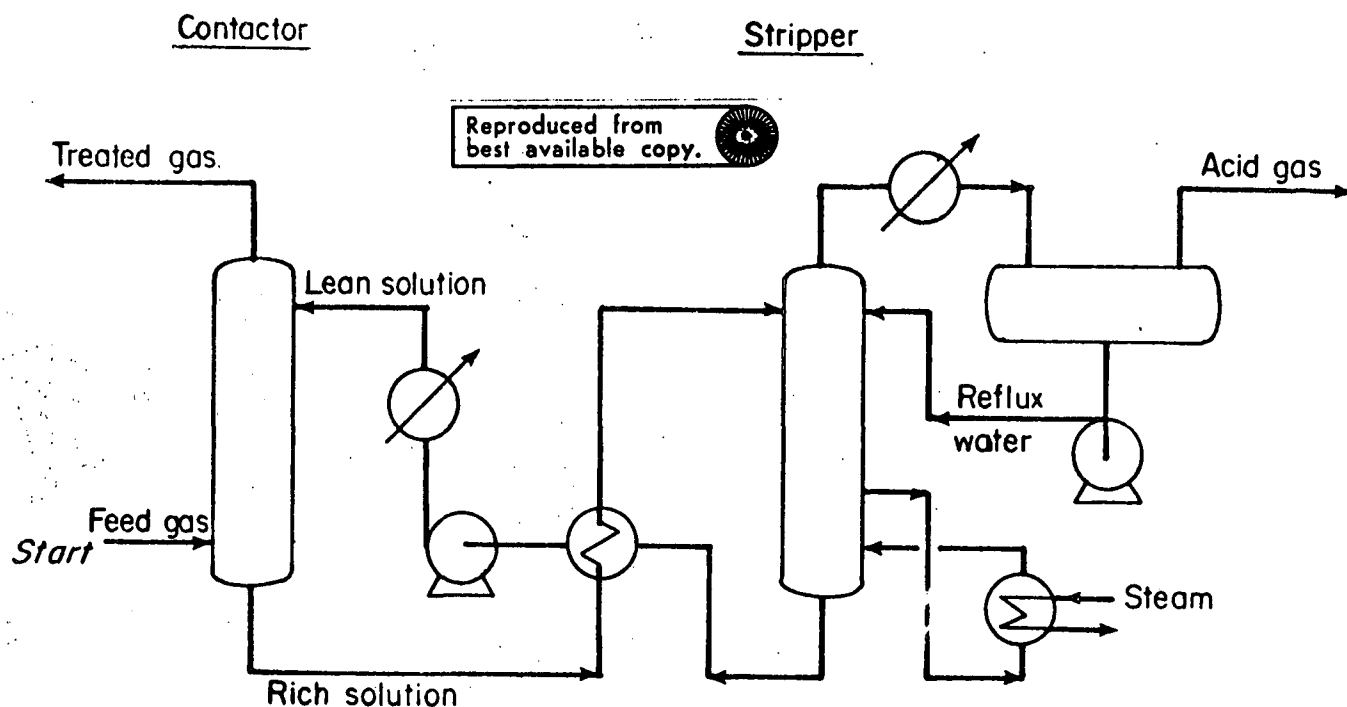 Contactor
Stripper
Reproduced from
best available copy.
Treated gas.
Acid gas
Lean solution
Reflux
water
Feed gas
Start
Steam
Rich solution